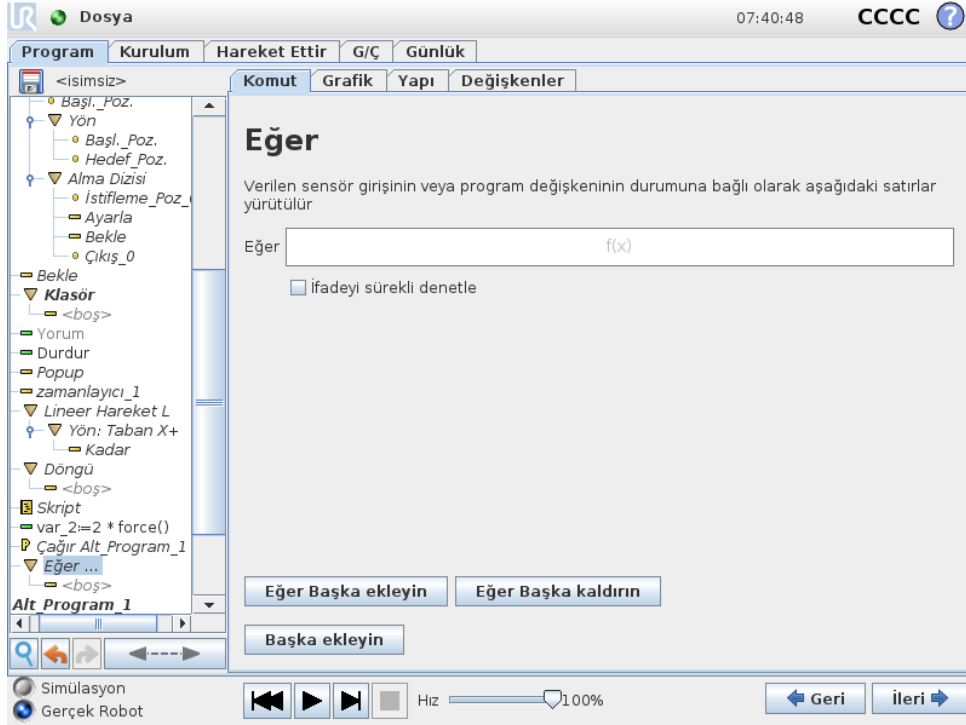 Dosya
07:40:48
CCCC
?
Program
Kurulum
Hareket Ettir
G/Ç
Günlük
<isimsiz>
Komut
Grafik
Yapı
Değişkenler
Başl._Poz.
Yön
Başl._Poz.
Hedef_Poz.
Alma Dizisi
İstifleme_Poz_
Ayarla
Bekle
Çıkış_0
Bekle
Klasör
<boş>
Yorum
Durdur
Popup
zamanlayıcı_1
Lineer Hareket L
Yön: Taban X+
Kadar
Döngü
<boş>
Skript
var_2:=2 * force()
Çağır Alt_Program_1
Eğer ...
<boş>
Alt_Program_1
Eğer
Verilen sensör girişinin veya program değişkeninin durumuna bağlı olarak aşağıdaki satırlar
yürütülür
Eğer
f(x)
İfadeyi sürekli denetle
Eğer Başka ekleyin
Eğer Başka kaldırın
Başka ekleyin
Simülasyon
Gerçek Robot
Hız
100%
Geri
İleri